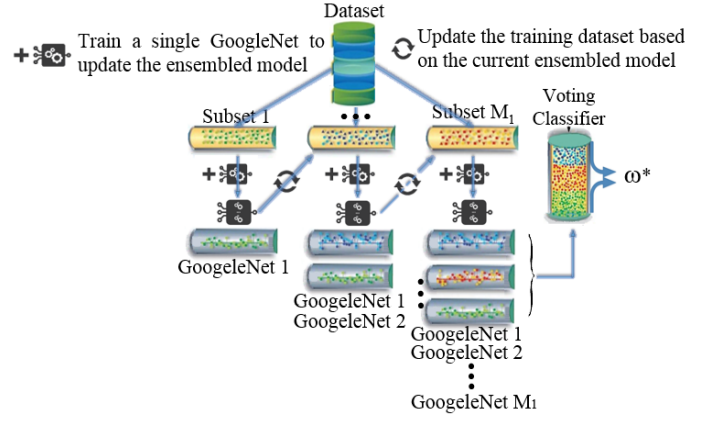 Dataset
Train a single GoogleNet to
update the ensembled model
Update the training dataset based
on the current ensembled model
Voting
Classifier
Subset 1
Subset M₁
ω*
GoogeleNet 1
GoogeleNet 1
GoogeleNet 2
GoogeleNet 1
GoogeleNet 2
GoogeleNet M₁